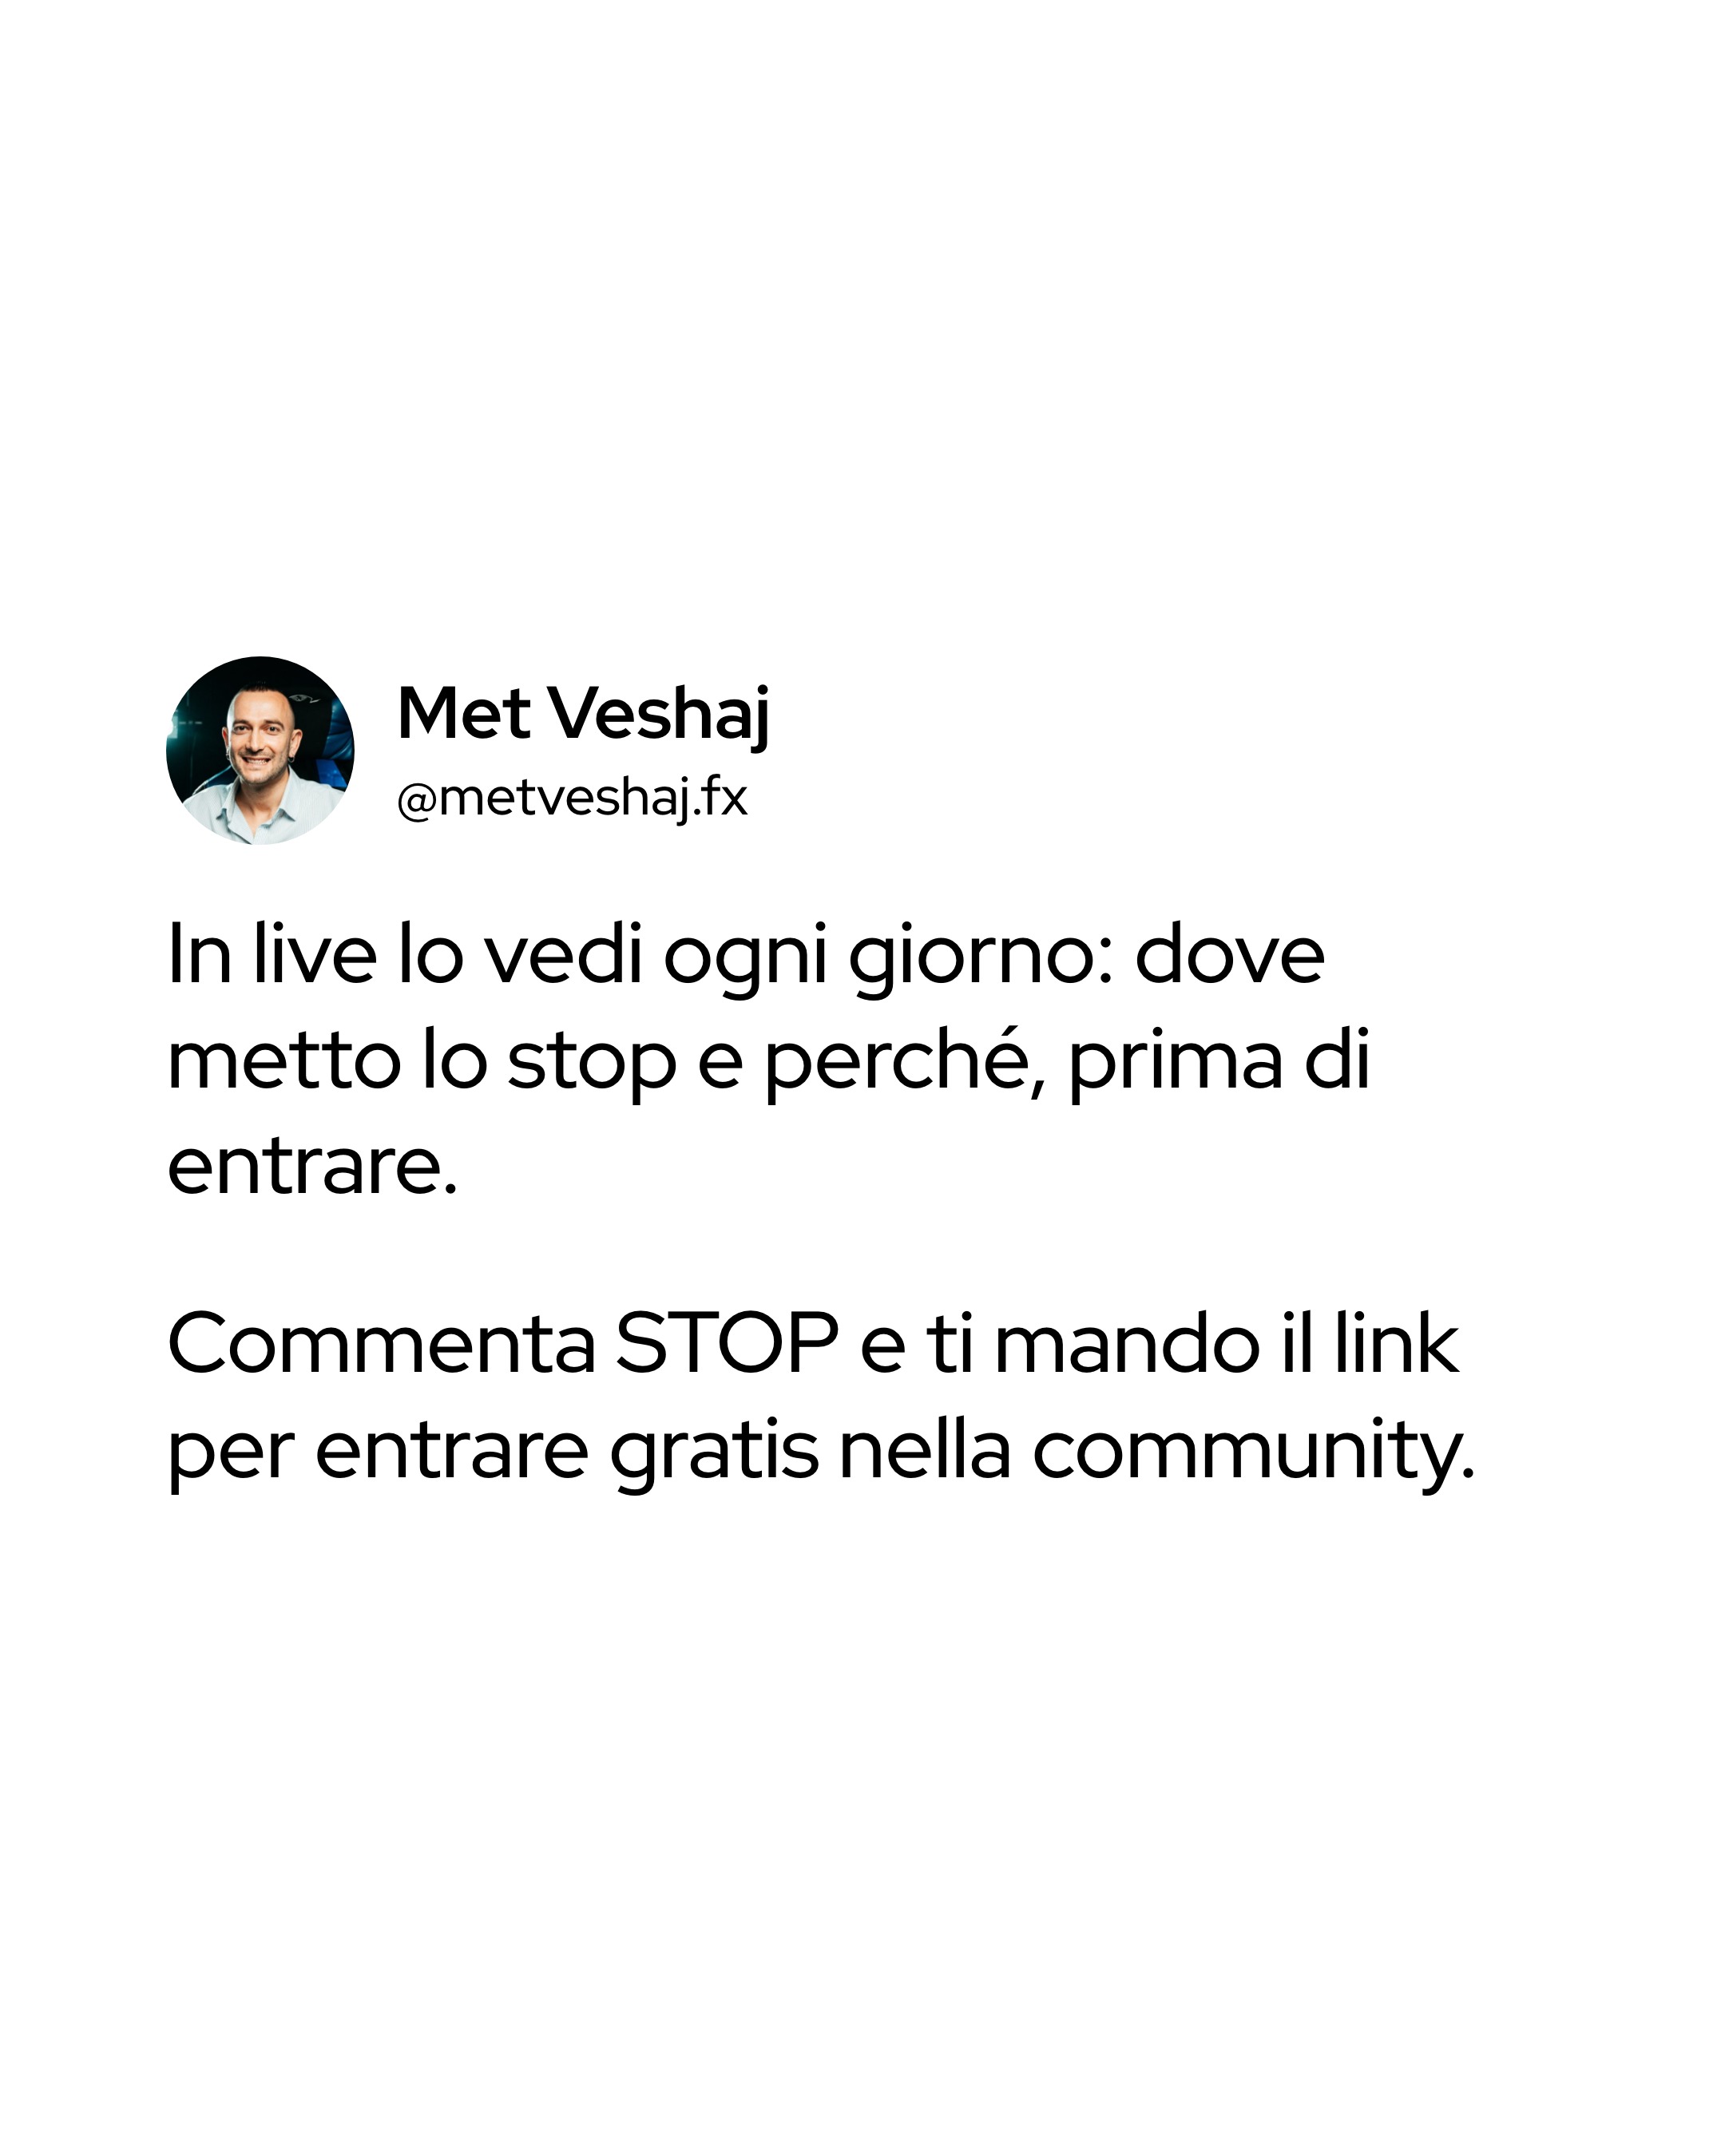 Met Veshaj
@metveshaj.fx
In live lo vedi ogni giorno: dove
metto lo stop e perché, prima di
entrare.
Commenta STOP e ti mando il link
per entrare gratis nella community.